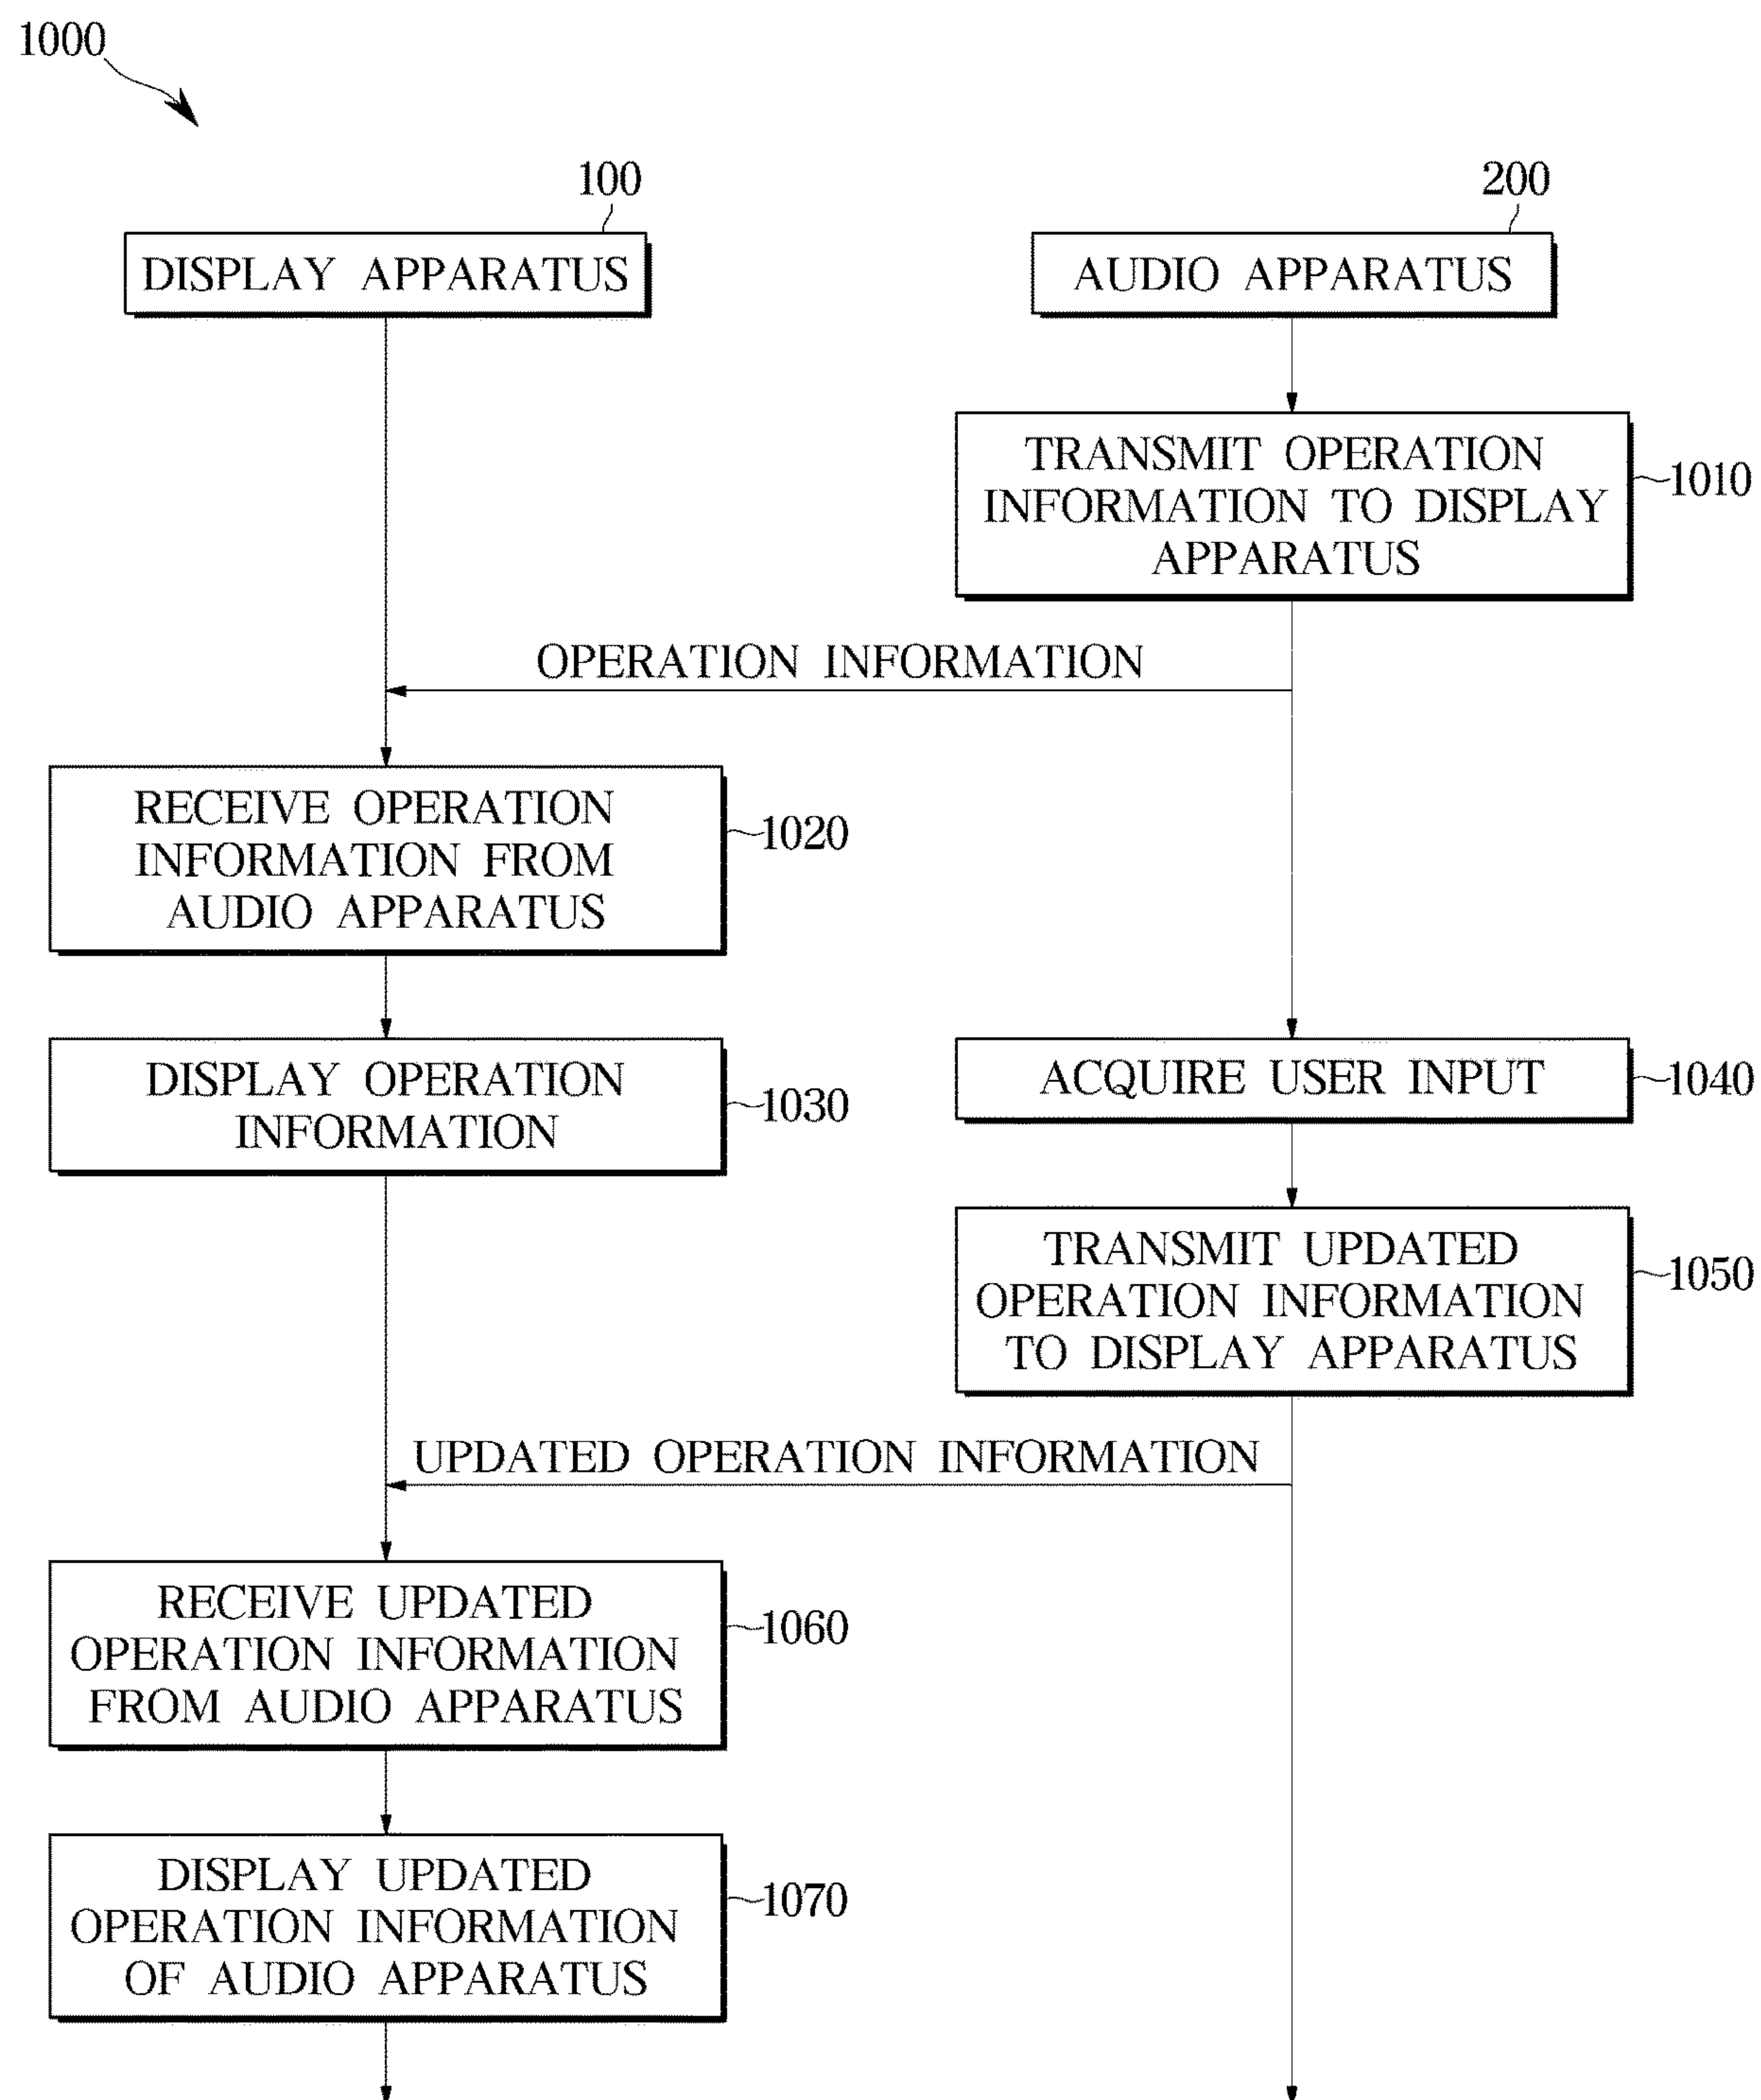 1000
100
200
DISPLAY APPARATUS
AUDIO APPARATUS
TRANSMIT OPERATION
INFORMATION TO DISPLAY
APPARATUS
1010
OPERATION INFORMATION
RECEIVE OPERATION
INFORMATION FROM
AUDIO APPARATUS
1020
DISPLAY OPERATION
INFORMATION
1030
ACQUIRE USER INPUT
1040
TRANSMIT UPDATED
OPERATION INFORMATION
TO DISPLAY APPARATUS
1050
UPDATED OPERATION INFORMATION
RECEIVE UPDATED
OPERATION INFORMATION
FROM AUDIO APPARATUS
1060
DISPLAY UPDATED
OPERATION INFORMATION
OF AUDIO APPARATUS
1070